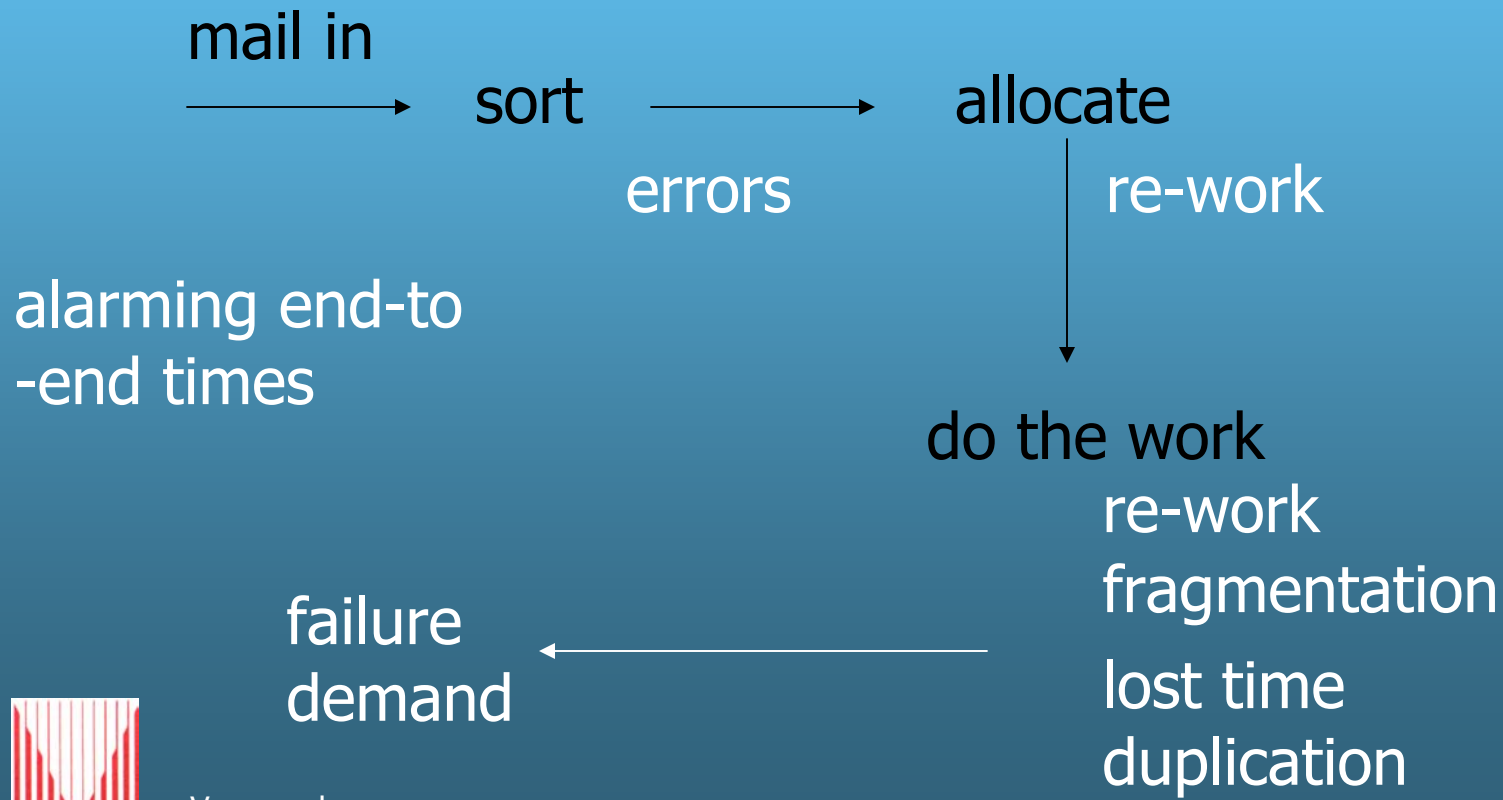 mail in
sort
allocate
errors
re-work
alarming end-to
-end times
do the work
re-work
fragmentation
failure
demand
lost time
duplication